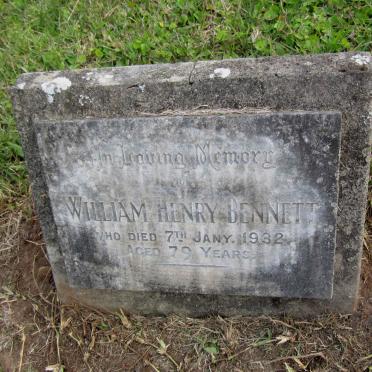 In Loving Memory
of
WILLIAM HENRY BENNETT
WHO DIED 7TH JANY. 1932
AGED 79 YEARS.